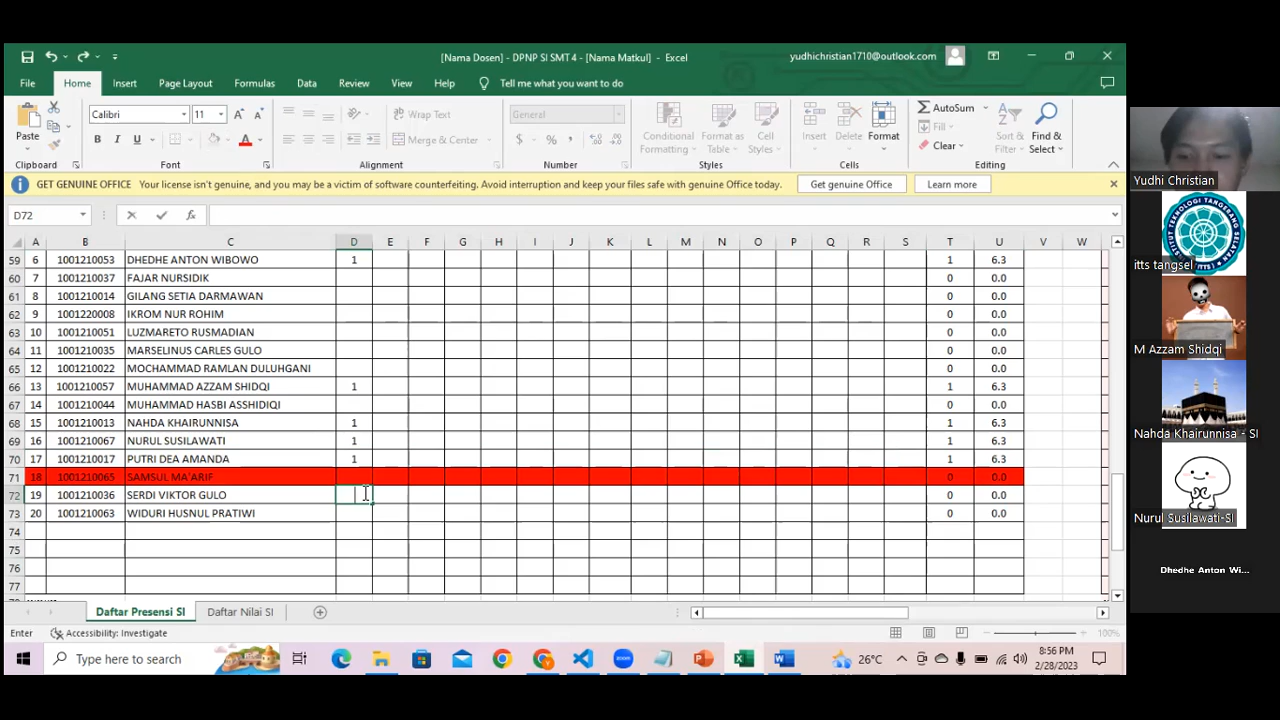 [Nama Dosen] - DPNP SI SMT 4 - [Nama Matkul] - Excel
yudhichristian1710@outlook.com
File Home Insert Page Layout Formulas Data Review View Help Tell me what you want to do
Paste
Calibri 11
B I U
A
Wrap Text
Merge & Center
General
$ % ,
Conditional Formatting
Format as Table
Cell Styles
Insert Delete Format
AutoSum
Fill
Clear
Sort & Filter
Find & Select
Clipboard Font Alignment Number Styles Cells Editing
GET GENUINE OFFICE Your license isn't genuine, and you may be a victim of software counterfeiting. Avoid interruption and keep your files safe with genuine Office today. Get genuine Office Learn more
D72 fx
A B C D E F G H I J K L M N O P Q R S T U V W
59 6 1001210053 DHEDHE ANTON WIBOWO 1 1 6.3
60 7 1001210037 FAJAR NURSIDIK 0 0.0
61 8 1001210014 GILANG SETIA DARMAWAN 0 0.0
62 9 1001220008 IKROM NUR ROHIM 0 0.0
63 10 1001210051 LUZMARETO RUSMADIAN 0 0.0
64 11 1001210035 MARSELINUS CARLES GULO 0 0.0
65 12 1001210022 MOCHAMMAD RAMLAN DULUHGANI 0 0.0
66 13 1001210057 MUHAMMAD AZZAM SHIDQI 1 1 6.3
67 14 1001210044 MUHAMMAD HASBI ASSHIDIQI 0 0.0
68 15 1001210013 NAHDA KHAIRUNNISA 1 1 6.3
69 16 1001210067 NURUL SUSILAWATI 1 1 6.3
70 17 1001210017 PUTRI DEA AMANDA 1 1 6.3
71 18 1001210065 SAMSUL MA'ARIF 0 0.0
72 19 1001210036 SERDI VIKTOR GULO 0 0.0
73 20 1001210063 WIDURI HUSNUL PRATIWI 0 0.0
74
75
76
77
Daftar Presensi SI Daftar Nilai SI
Enter Accessibility: Investigate 100%
Type here to search
zoom
26°C
8:56 PM
2/28/2023
Yudhi Christian
itts tangsel
M Azzam Shidqi
Nahda Khairunnisa - SI
Nurul Susilawati-SI
Dhedhe Anton Wi...